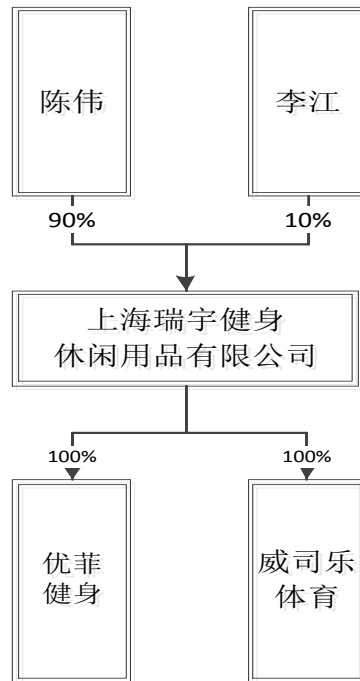 陈伟
李江
90%
10%
上海瑞宇健身
休闲用品有限公司
100%
100%
优菲
健身
威司乐
体育